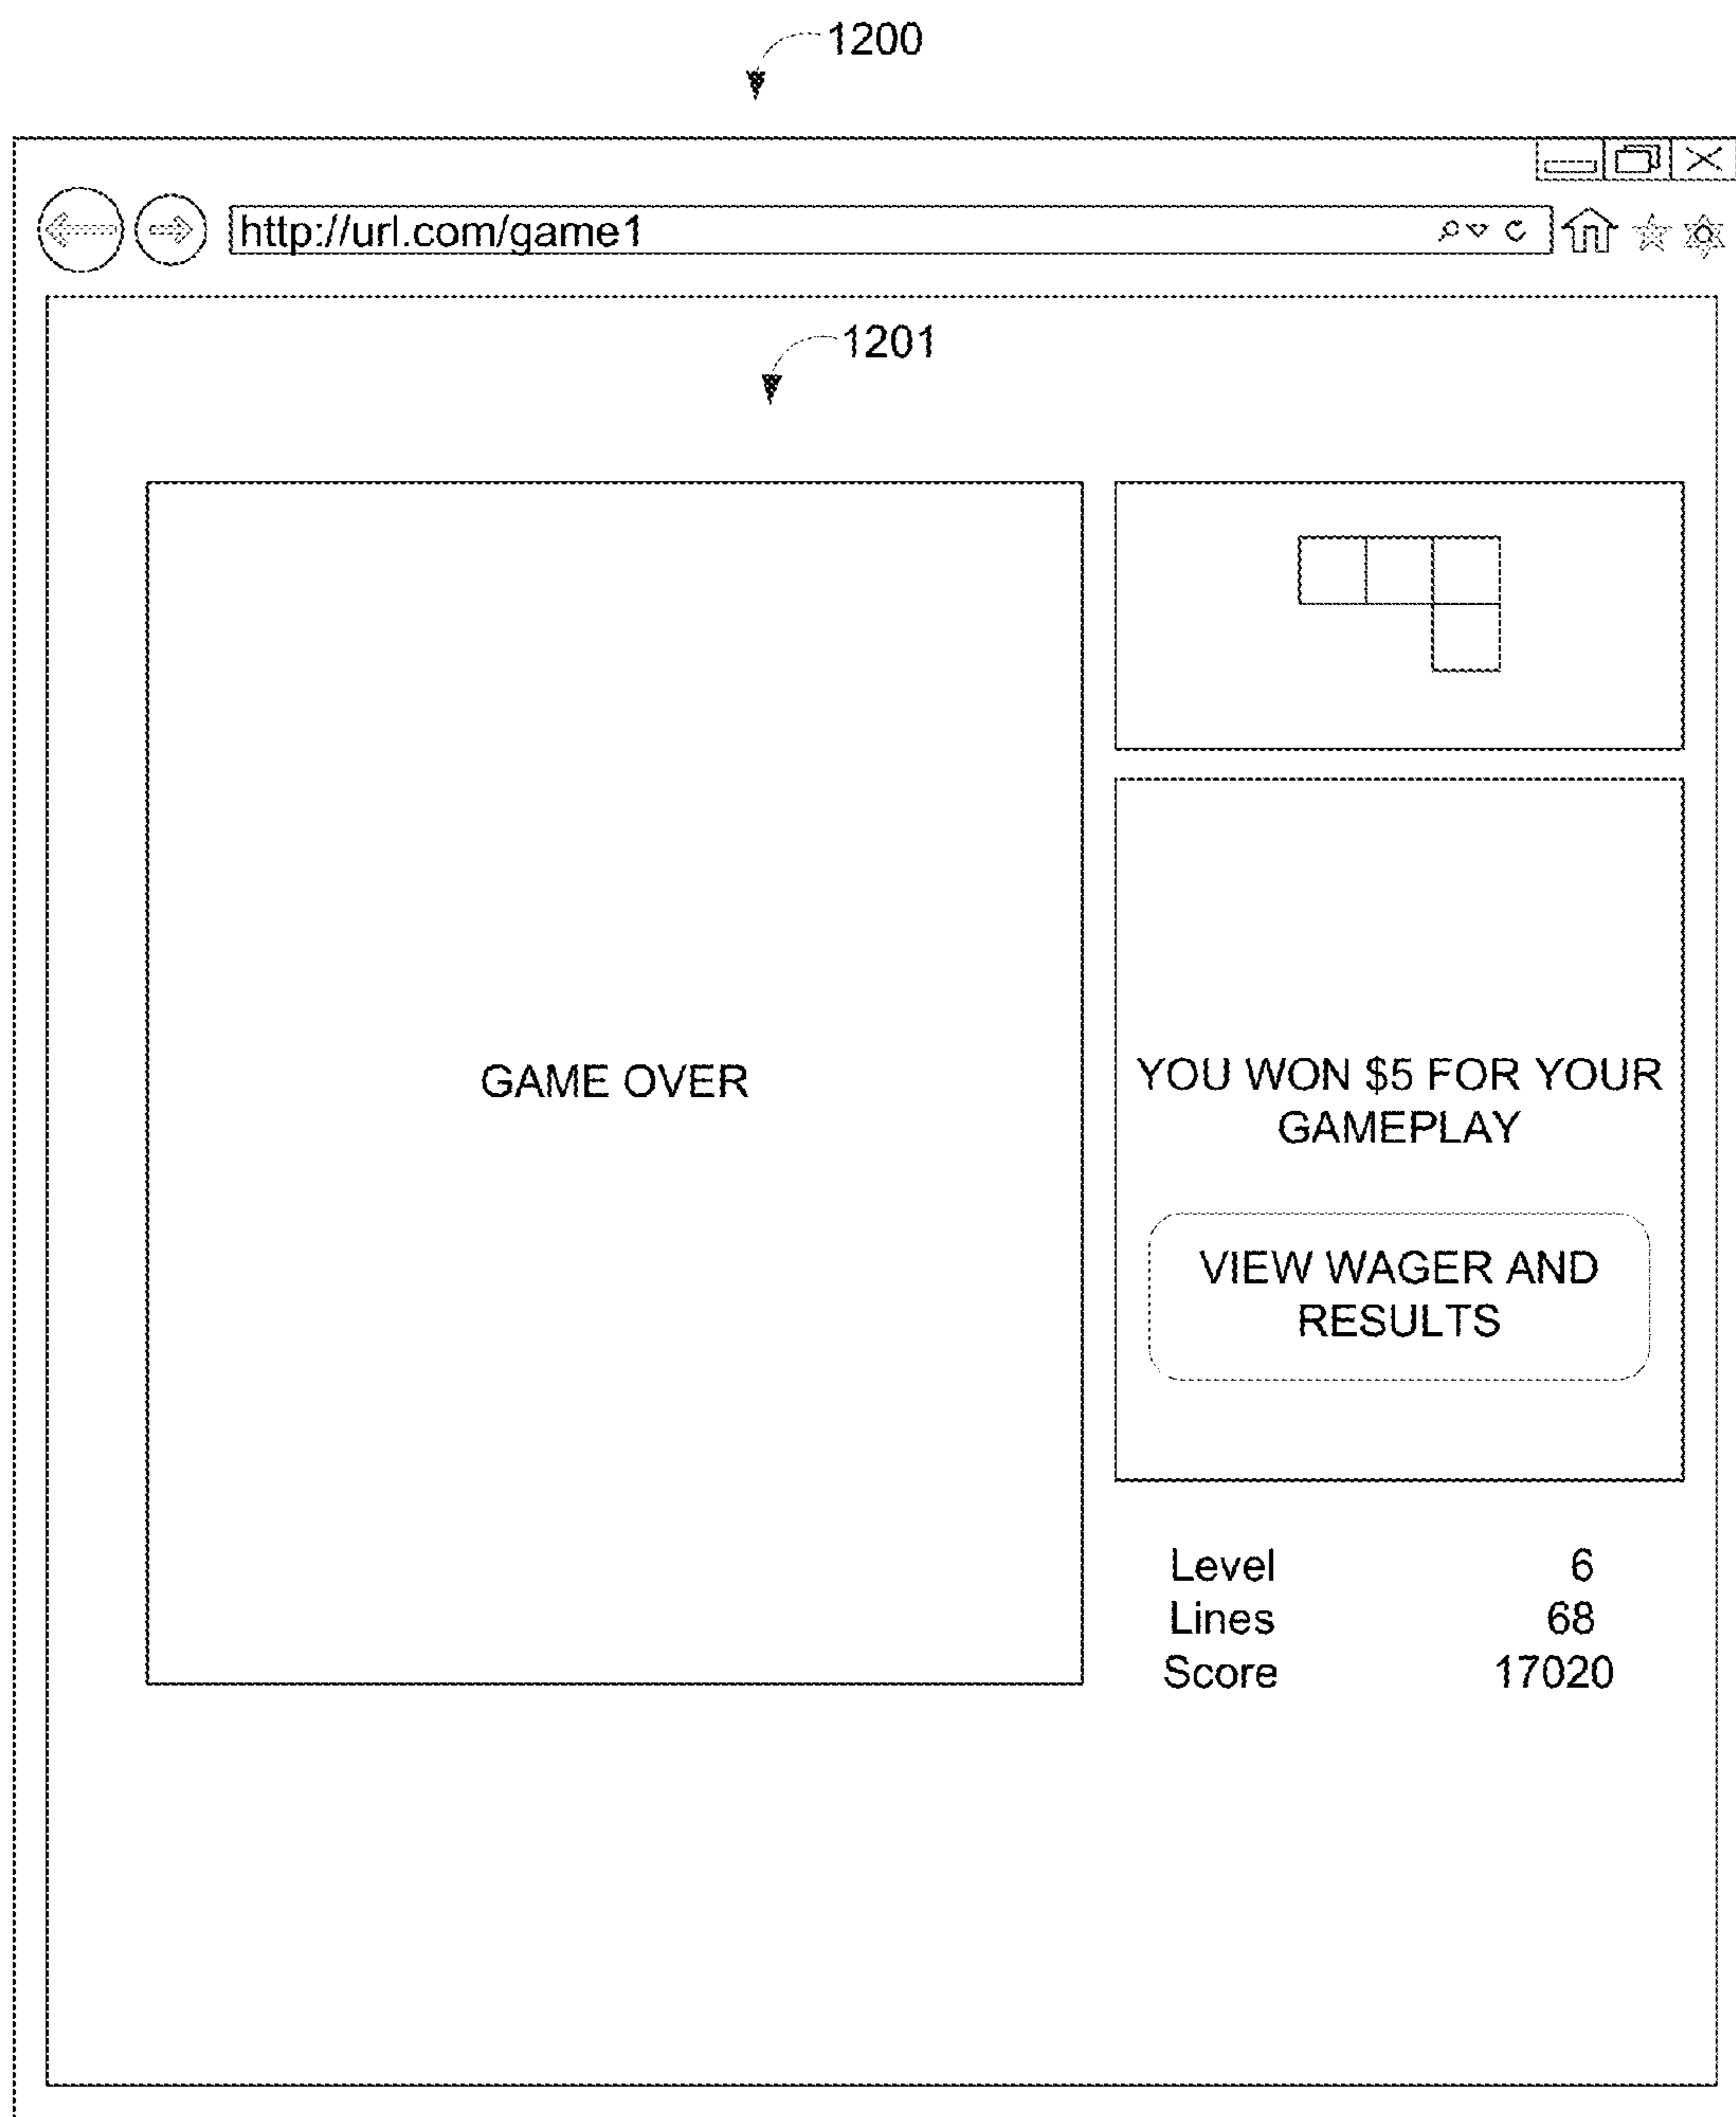 1200
http://url.com/game1
1201
GAME OVER
YOU WON $5 FOR YOUR
GAMEPLAY
VIEW WAGER AND
RESULTS
Level 6
Lines 68
Score 17020